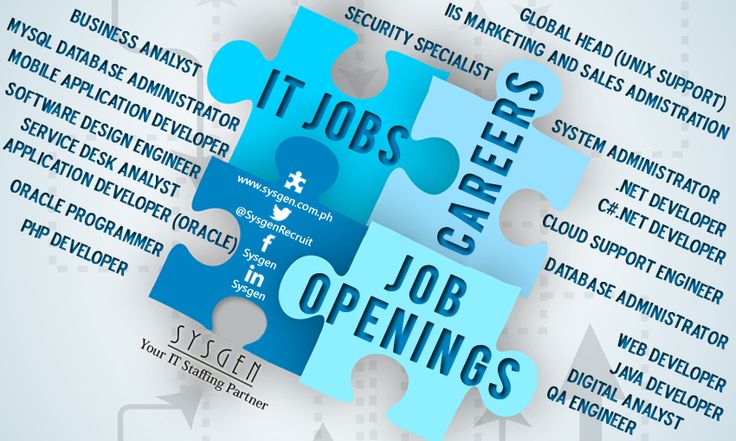 BUSINESS ANALYST
MYSQL DATABASE ADMINISTRATOR
MOBILE APPLICATION DEVELOPER
SOFTWARE DESIGN ENGINEER
SERVICE DESK ANALYST
APPLICATION DEVELOPER (ORACLE)
ORACLE PROGRAMMER
PHP DEVELOPER
IT JOBS
CAREERS
www.sysgen.com.ph
@SysgenRecruit
f
Sysgen
in
Sysgen
JOB
OPENINGS
SYSGEN
Your IT Staffing Partner
GLOBAL HEAD (UNIX SUPPORT)
IIS MARKETING AND SALES ADMISTRATION
SECURITY SPECIALIST
SYSTEM ADMINISTRATOR
.NET DEVELOPER
C#.NET DEVELOPER
CLOUD SUPPORT ENGINEER
DATABASE ADMINISTRATOR
WEB DEVELOPER
JAVA DEVELOPER
DIGITAL ANALYST
QA ENGINEER